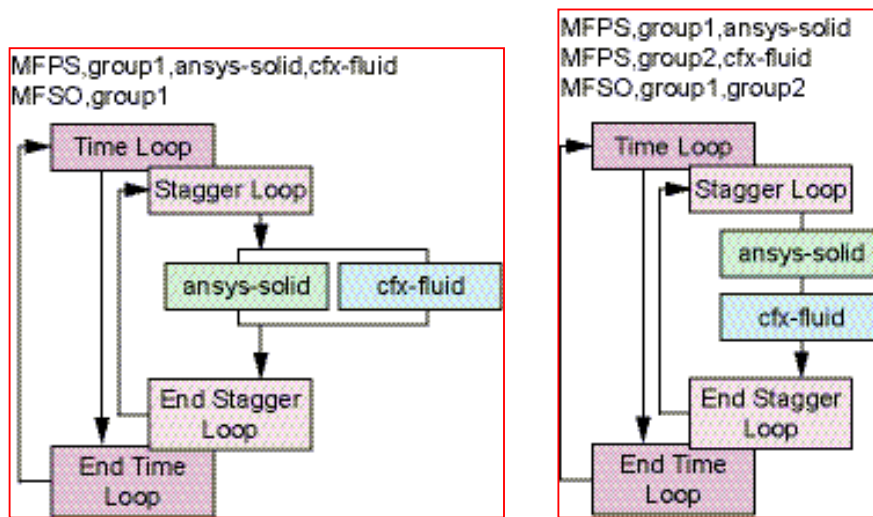 MFPS,group1,ansys-solid,cfx-fluid
MFSO,group1
Time Loop
Stagger Loop
ansys-solid
cfx-fluid
End Stagger
Loop
End Time
Loop
MFPS,group1,ansys-solid
MFPS,group2,cfx-fluid
MFSO,group1,group2
Time Loop
Stagger Loop
ansys-solid
cfx-fluid
End Stagger
Loop
End Time
Loop